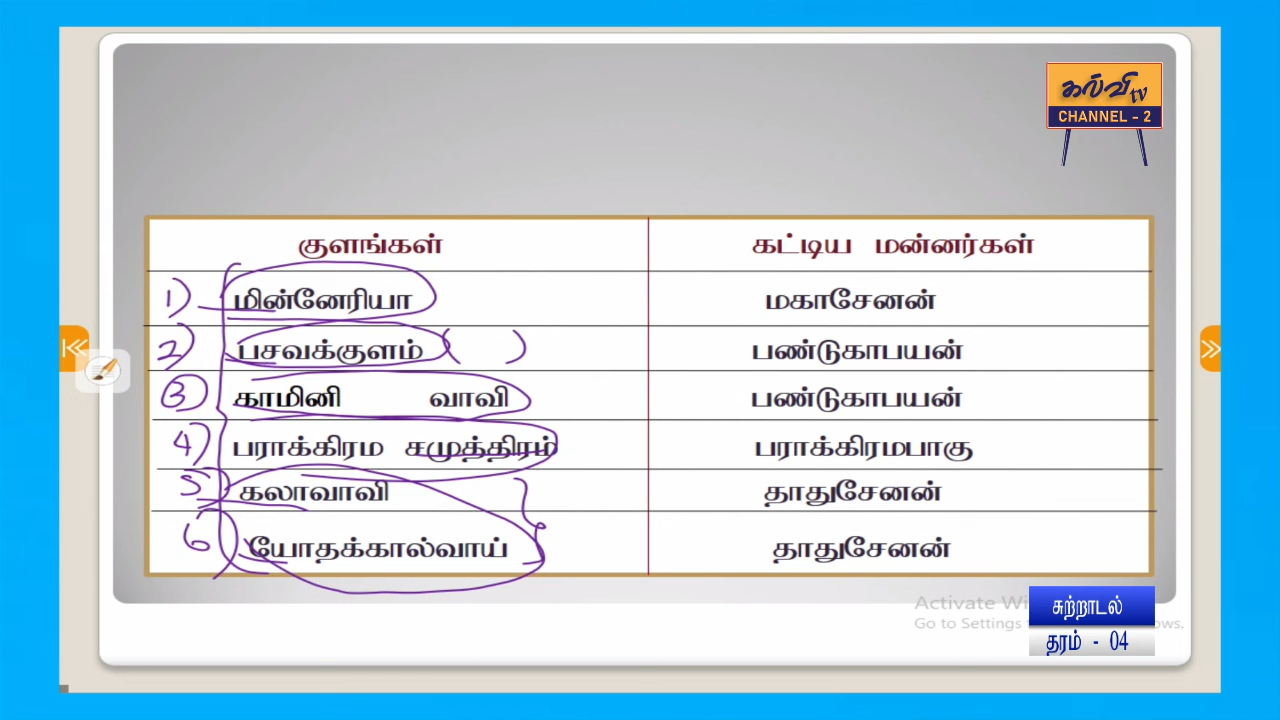 கல்வி tv
CHANNEL - 2
குளங்கள் கட்டிய மன்னர்கள்
1) மின்னேரியா மகாசேனன்
2) பசவக்குளம் ( ) பண்டுகாபயன்
3) காமினி வாவி பண்டுகாபயன்
4) பராக்கிரம சமுத்திரம் பராக்கிரமபாகு
5) கலாவாவி தாதுசேனன்
6) யோதக்கால்வாய் தாதுசேனன்
Activate
Go to Settings
சுற்றாடல்
தரம் - 04